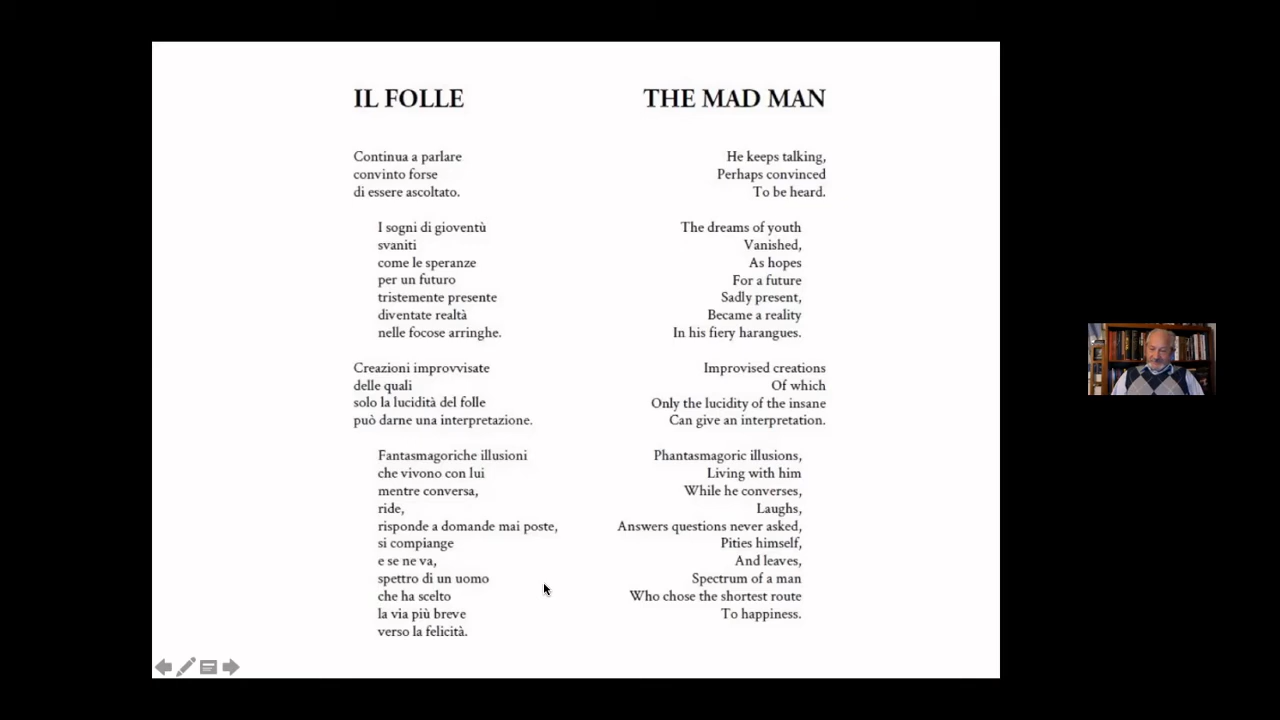 IL FOLLE
Continua a parlare
convinto forse
di essere ascoltato.
I sogni di gioventù
svaniti
come le speranze
per un futuro
tristemente presente
diventate realtà
nelle focose arringhe.
Creazioni improvvisate
delle quali
solo la lucidità del folle
può darne una interpretazione.
Fantasmagoriche illusioni
che vivono con lui
mentre conversa,
ride,
risponde a domande mai poste,
si compiange
e se ne va,
spettro di un uomo
che ha scelto
la via più breve
verso la felicità.
THE MAD MAN
He keeps talking,
Perhaps convinced
To be heard.
The dreams of youth
Vanished,
As hopes
For a future
Sadly present,
Became a reality
In his fiery harangues.
Improvised creations
Of which
Only the lucidity of the insane
Can give an interpretation.
Phantasmagoric illusions,
Living with him
While he converses,
Laughs,
Answers questions never asked,
Pities himself,
And leaves,
Spectrum of a man
Who chose the shortest route
To happiness.